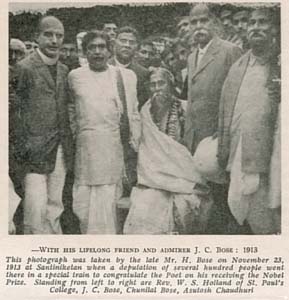 —WITH HIS LIFELONG FRIEND AND ADMIRER J. C. BOSE : 1913
This photograph was taken by the late Mr. H. Bose on November 23,
1913 at Santiniketan when a deputation of several hundred people went
there in a special train to congratulate the Poet on his receiving the Nobel
Prize. Standing from left to right are Rev. W. S. Holland of St. Paul's
College, J. C. Bose, Chunilal Bose, Asutosh Chaudhuri